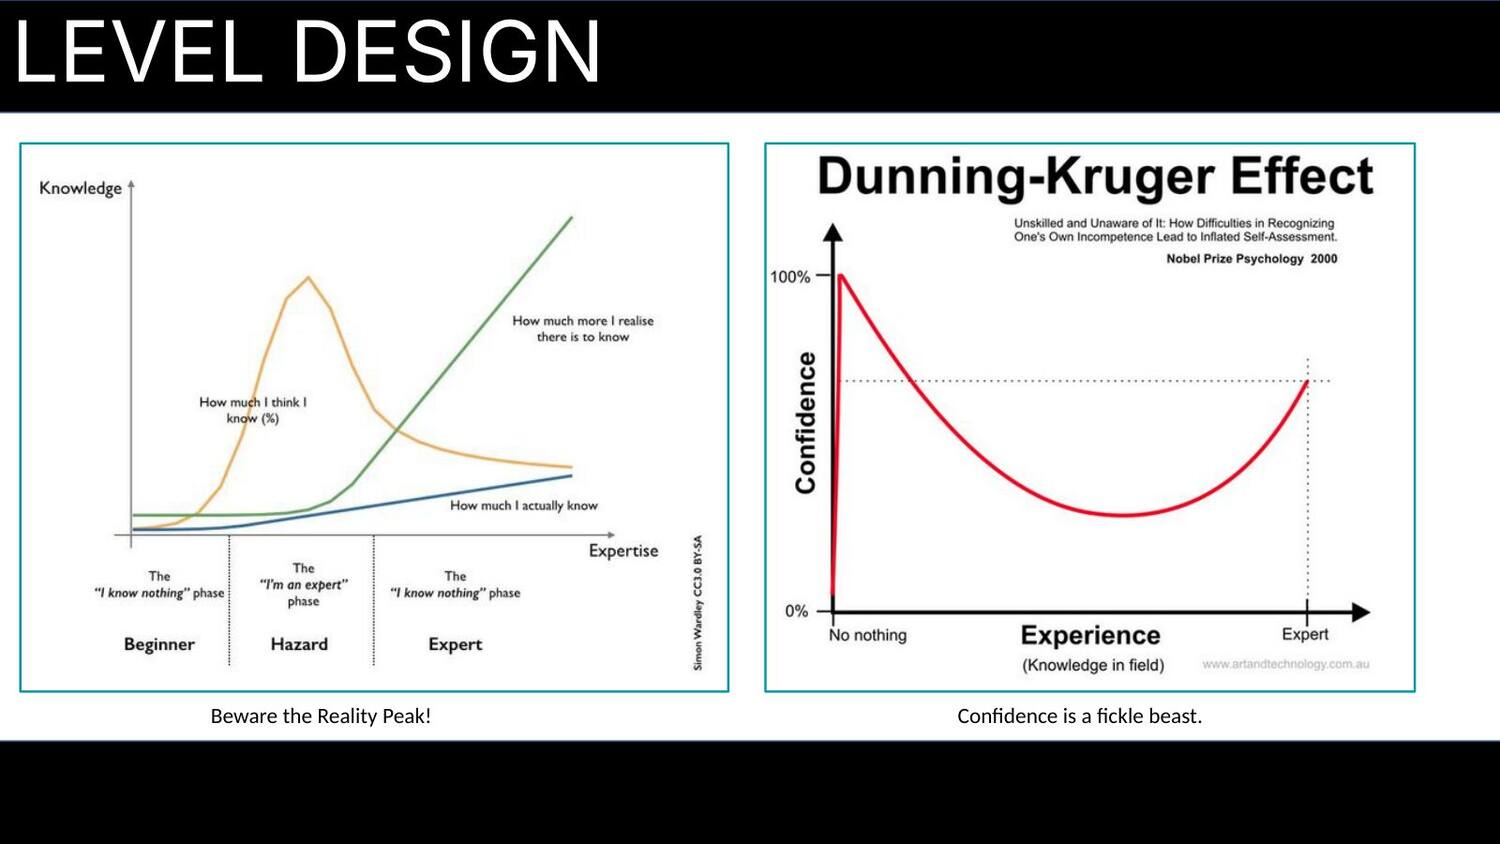 LEVEL DESIGN
Knowledge
How much more I realise
there is to know
How much I think I
know (%)
How much I actually know
Expertise
The
“I know nothing” phase
The
“I’m an expert”
phase
The
“I know nothing” phase
Beginner
Hazard
Expert
Simon Wardley CC3.0 BY-SA
Beware the Reality Peak!
Dunning-Kruger Effect
Unskilled and Unaware of It: How Difficulties in Recognizing
One's Own Incompetence Lead to Inflated Self-Assessment.
Nobel Prize Psychology 2000
100%
Confidence
0%
No nothing
Experience
Expert
(Knowledge in field)
www.artandtechnology.com.au
Confidence is a fickle beast.